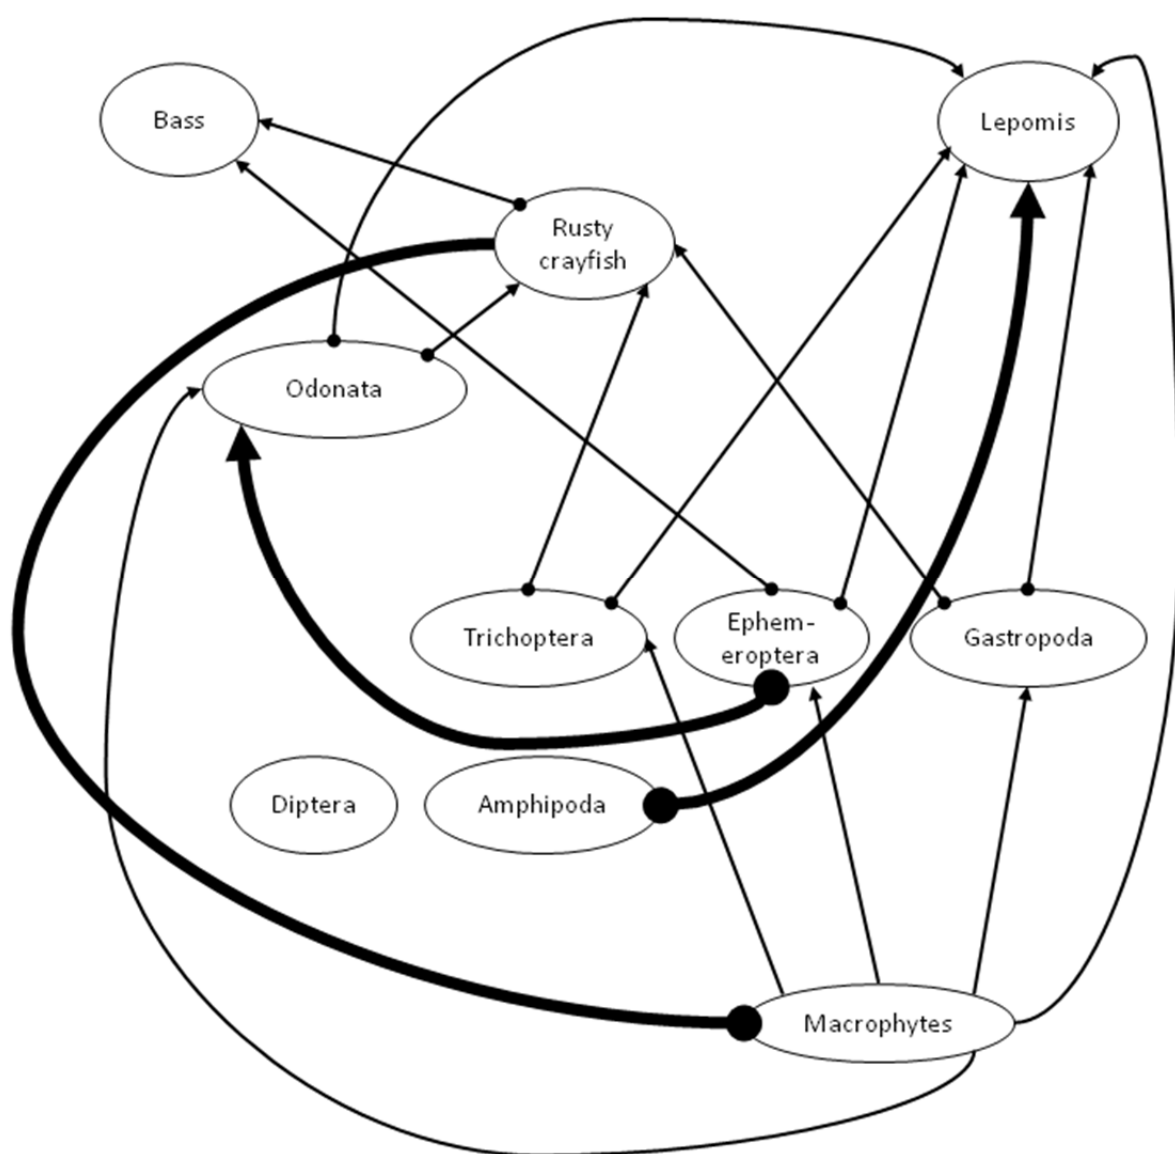 Bass
Lepomis
Rusty
crayfish
Odonata
Trichoptera
Ephem-
eroptera
Gastropoda
Diptera
Amphipoda
Macrophytes